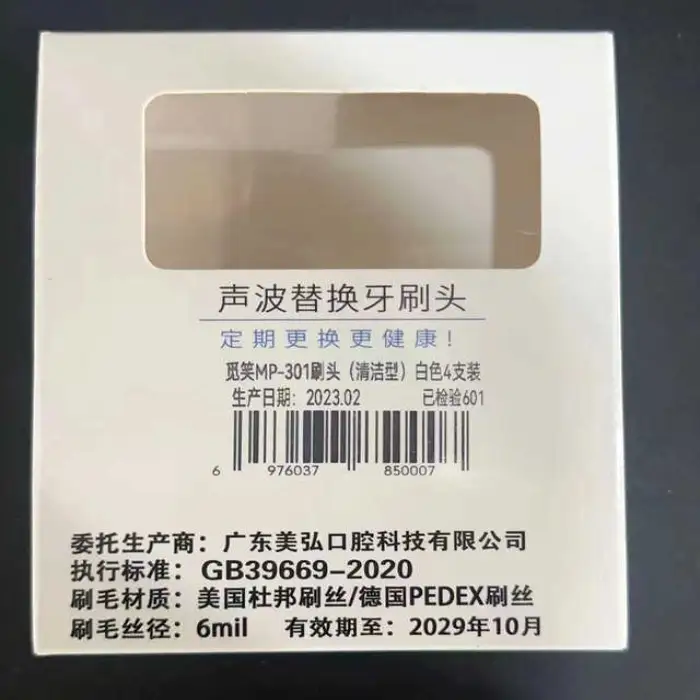 声波替换牙刷头
定期更换更健康!
觅笑MP-301刷头（清洁型）白色4支装
生产日期：2023.02 已检验601
6 976037 850007
委托生产商：广东美弘口腔科技有限公司
执行标准：GB39669-2020
刷毛材质：美国杜邦刷丝/德国PEDEX刷丝
刷毛丝径：6mil 有效期至：2029年10月